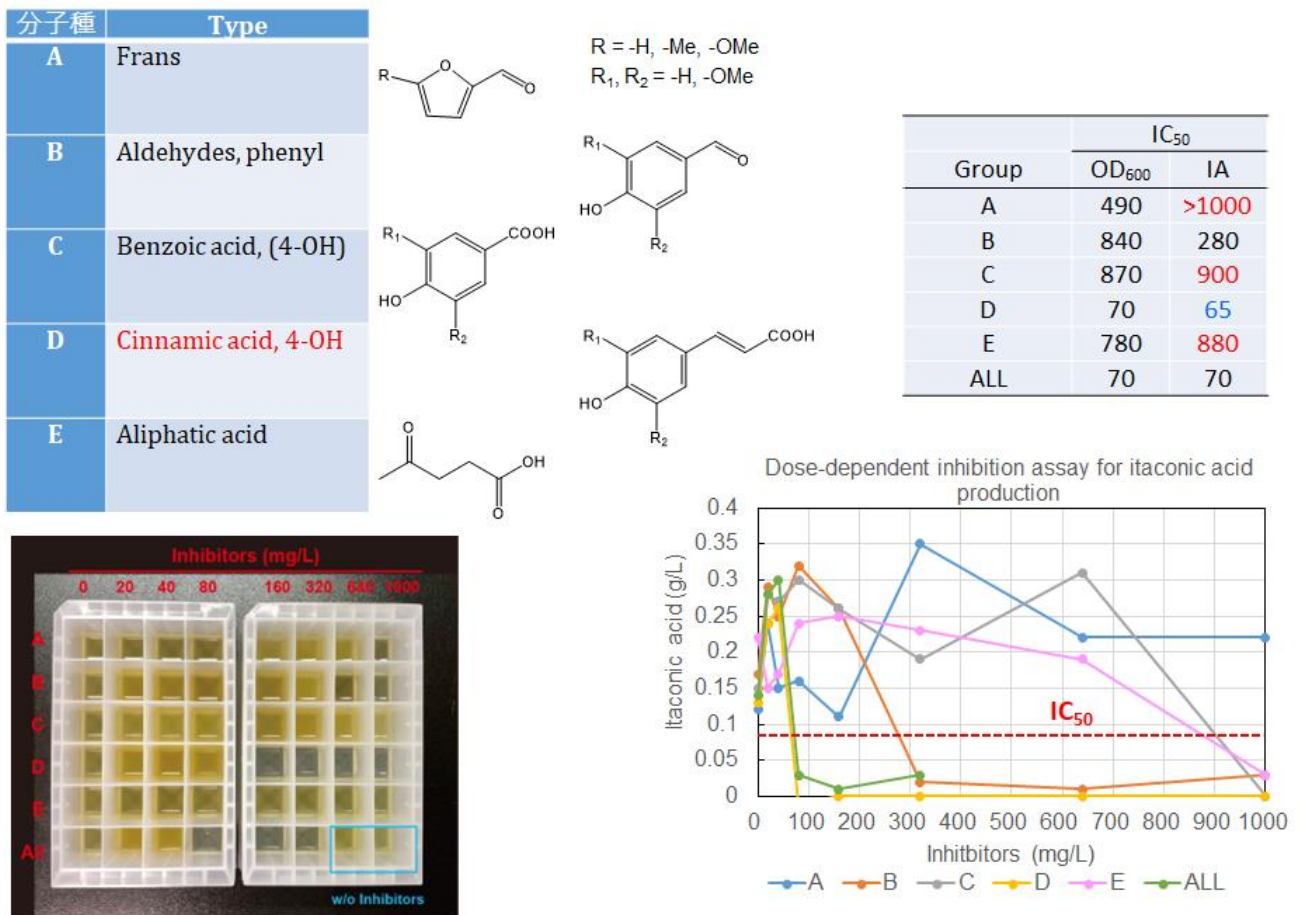 分子種 Type
A Frans
B Aldehydes, phenyl
C Benzoic acid, (4-OH)
D Cinnamic acid, 4-OH
E Aliphatic acid
R = -H, -Me, -OMe
R1, R2 = -H, -OMe
R
O
O
R1
O
HO
R2
R1
COOH
HO
R2
R1
COOH
HO
R2
O
OH
O
IC50
Group OD600 IA
A 490 >1000
B 840 280
C 870 900
D 70 65
E 780 880
ALL 70 70
Inhibitors (mg/L)
0 20 40 80 160 320 640 1000
A
B
C
D
E
All
w/o Inhibitors
Dose-dependent inhibition assay for itaconic acid
production
Itaconic acid (g/L)
0.4
0.35
0.3
0.25
0.2
0.15
0.1
0.05
0
IC50
0 100 200 300 400 500 600 700 800 900 1000
Inhitbitors (mg/L)
A B C D E ALL